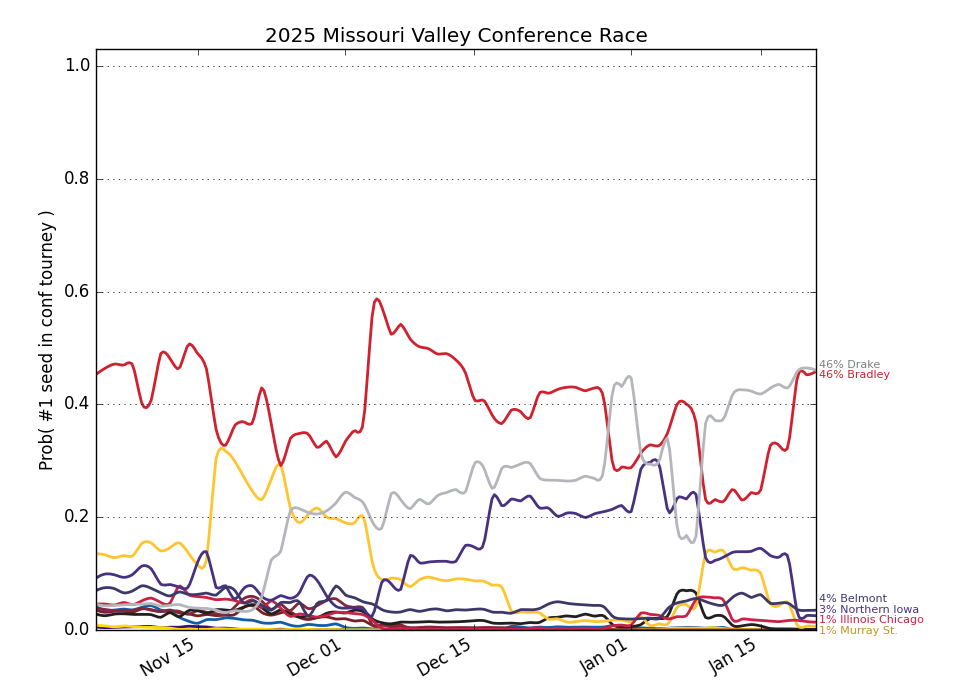 2025 Missouri Valley Conference Race
Prob( #1 seed in conf tourney )
1.0
0.8
0.6
0.4
0.2
0.0
Nov 15
Dec 01
Dec 15
Jan 01
Jan 15
46% Drake
46% Bradley
4% Belmont
3% Northern Iowa
1% Illinois Chicago
1% Murray St.